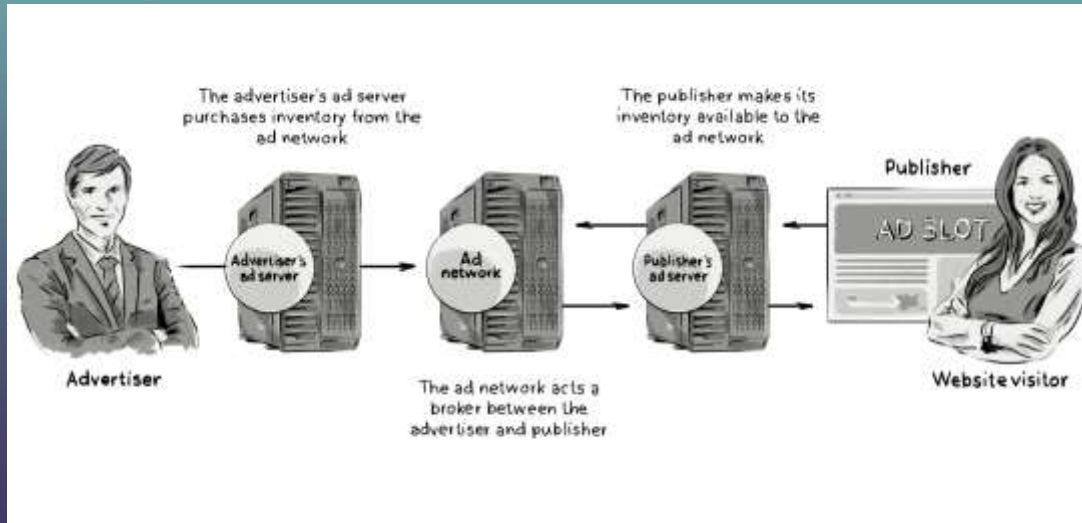 The advertiser's ad server
purchases inventory from the
ad network
The publisher makes its
inventory available to the
ad network
Publisher
AD SLOT
Advertiser's
ad server
Ad
network
Publisher's
ad server
Advertiser
The ad network acts a
broker between the
advertiser and publisher
Website visitor